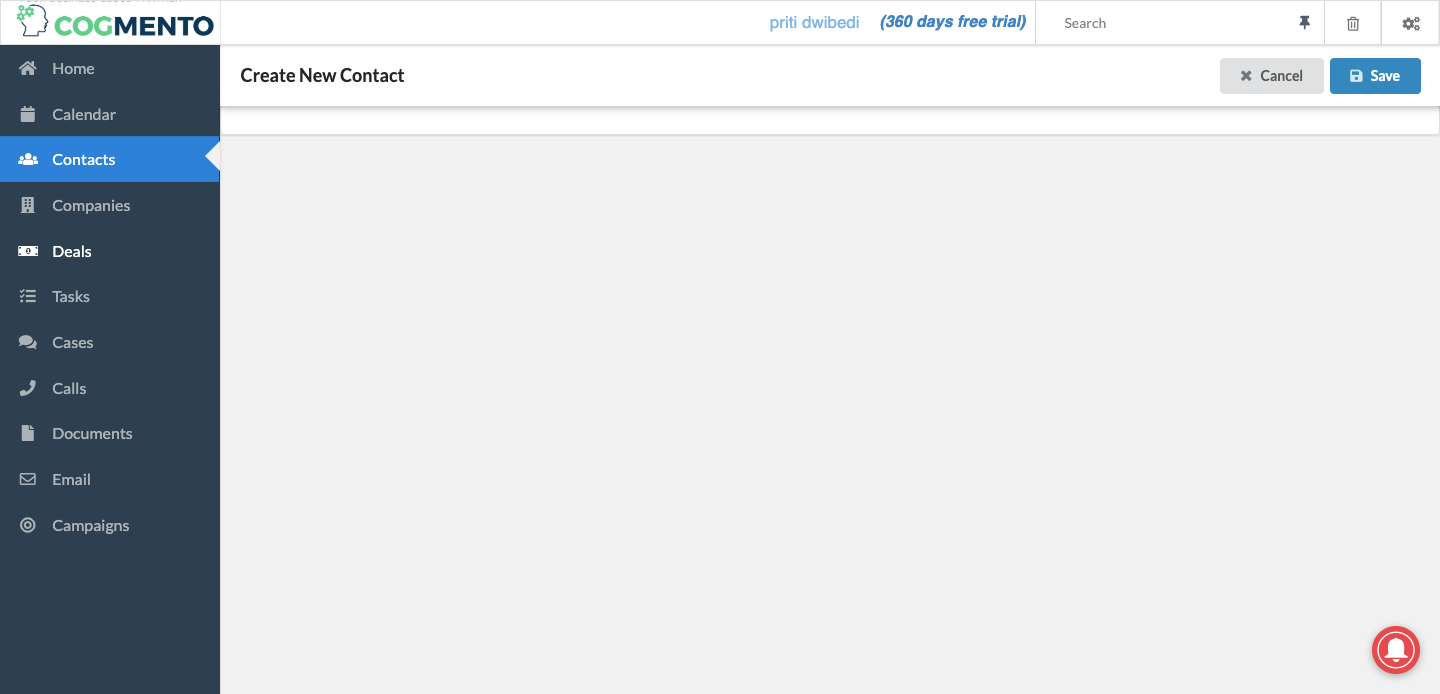 COGMENTO
priti dwibedi (360 days free trial) Search
Home
Create New Contact
Cancel Save
Calendar
Contacts
Companies
Deals
Tasks
Cases
Calls
Documents
Email
Campaigns